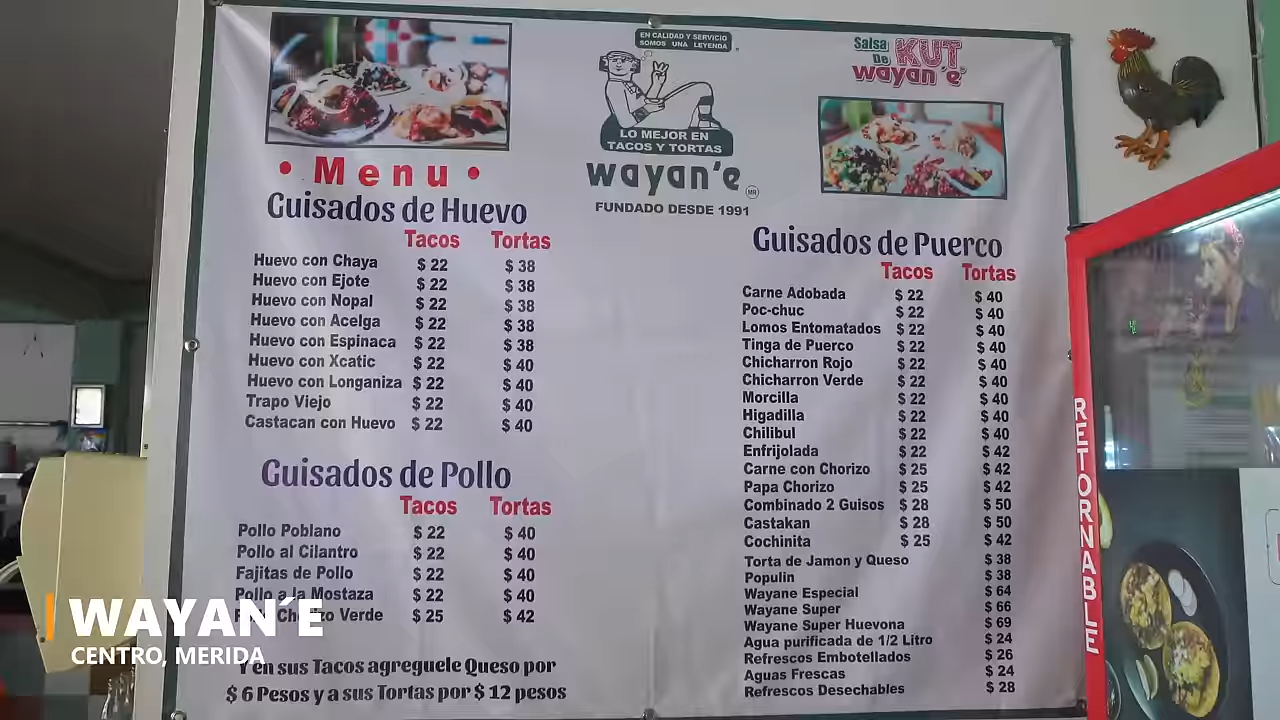 EN CALIDAD Y SERVICIO
SOMOS UNA LEYENDA
LO MEJOR EN
TACOS Y TORTAS
wayan'e
MR
FUNDADO DESDE 1991
Salsa
De KUT
wayan'e'
• Menu •
Guisados de Huevo
Tacos Tortas
Huevo con Chaya $ 22 $ 38
Huevo con Ejote $ 22 $ 38
Huevo con Nopal $ 22 $ 38
Huevo con Acelga $ 22 $ 38
Huevo con Espinaca $ 22 $ 38
Huevo con Xcatic $ 22 $ 40
Huevo con Longaniza $ 22 $ 40
Trapo Viejo $ 22 $ 40
Castacan con Huevo $ 22 $ 40
Guisados de Pollo
Tacos Tortas
Pollo Poblano $ 22 $ 40
Pollo al Cilantro $ 22 $ 40
Fajitas de Pollo $ 22 $ 40
Pollo a la Mostaza $ 22 $ 40
Verde $ 25 $ 42
Y en sus Tacos agreguele Queso por
$ 6 Pesos y a sus Tortas por $ 12 pesos
Guisados de Puerco
Tacos Tortas
Carne Adobada $ 22 $ 40
Poc-chuc $ 22 $ 40
Lomos Entomatados $ 22 $ 40
Tinga de Puerco $ 22 $ 40
Chicharron Rojo $ 22 $ 40
Chicharron Verde $ 22 $ 40
Morcilla $ 22 $ 40
Higadilla $ 22 $ 40
Chilibul $ 22 $ 40
Enfrijolada $ 22 $ 42
Carne con Chorizo $ 25 $ 42
Papa Chorizo $ 25 $ 42
Combinado 2 Guisos $ 28 $ 50
Castakan $ 28 $ 50
Cochinita $ 25 $ 42
Torta de Jamon y Queso $ 38
Populin $ 38
Wayane Especial $ 64
Wayane Super $ 66
Wayane Super Huevona $ 69
Agua purificada de 1/2 Litro $ 24
Refrescos Embotellados $ 26
Aguas Frescas $ 24
Refrescos Desechables $ 28
RETORNABLE
WAYAN´E
CENTRO, MERIDA